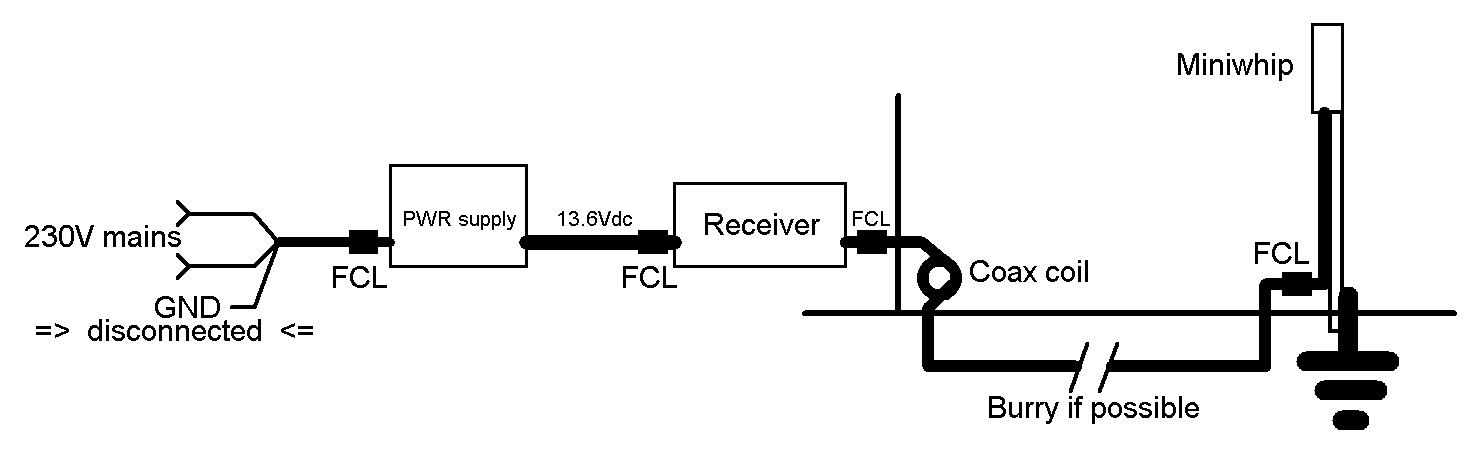 Miniwhip
230V mains
PWR supply
13.6Vdc
Receiver
FCL
FCL
FCL
Coax coil
FCL
GND
=> disconnected <=
Burry if possible